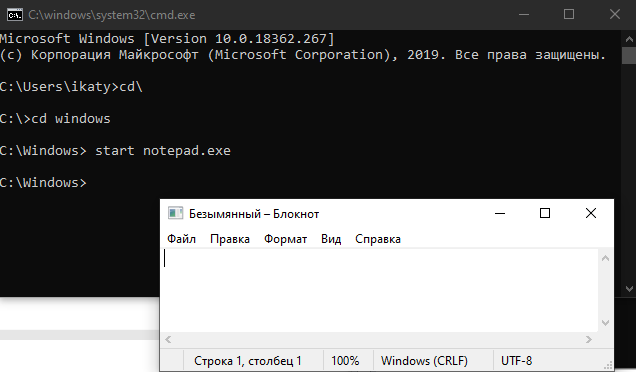 C:\windows\system32\cmd.exe
Microsoft Windows [Version 10.0.18362.267]
(c) Корпорация Майкрософт (Microsoft Corporation), 2019. Все права защищены.
C:\Users\ikaty>cd\
C:\>cd windows
C:\Windows> start notepad.exe
C:\Windows>
Безымянный – Блокнот
Файл Правка Формат Вид Справка
Строка 1, столбец 1 100% Windows (CRLF) UTF-8